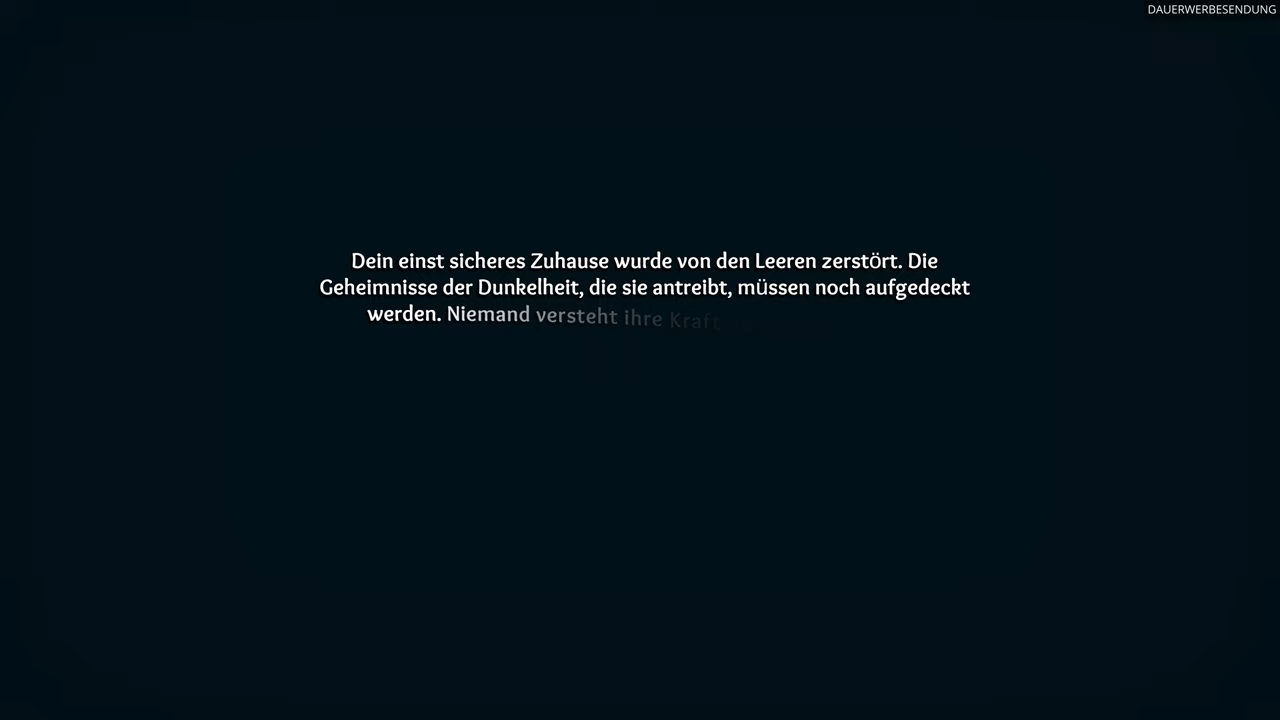 DAUERWERBESENDUNG
Dein einst sicheres Zuhause wurde von den Leeren zerstört. Die
Geheimnisse der Dunkelheit, die sie antreibt, müssen noch aufgedeckt
werden. Niemand versteht ihre Kraft